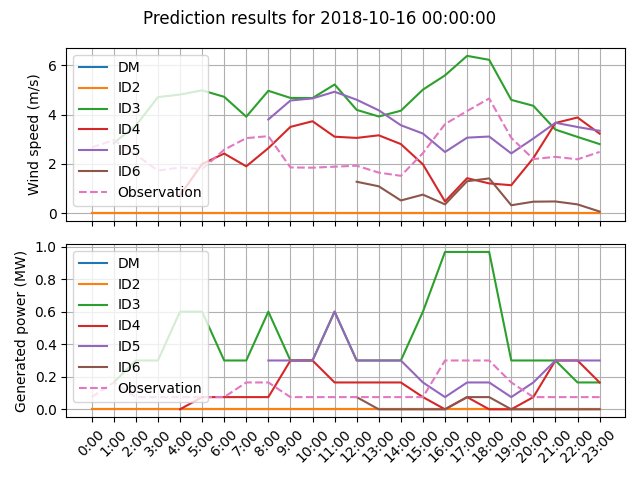 Prediction results for 2018-10-16 00:00:00
Wind speed (m/s)
6
4
2
0
DM
ID2
ID3
ID4
ID5
ID6
Observation
Generated power (MW)
1.0
0.8
0.6
0.4
0.2
0.0
DM
ID2
ID3
ID4
ID5
ID6
Observation
0:00 1:00 2:00 3:00 4:00 5:00 6:00 7:00 8:00 9:00 10:00 11:00 12:00 13:00 14:00 15:00 16:00 17:00 18:00 19:00 20:00 21:00 22:00 23:00